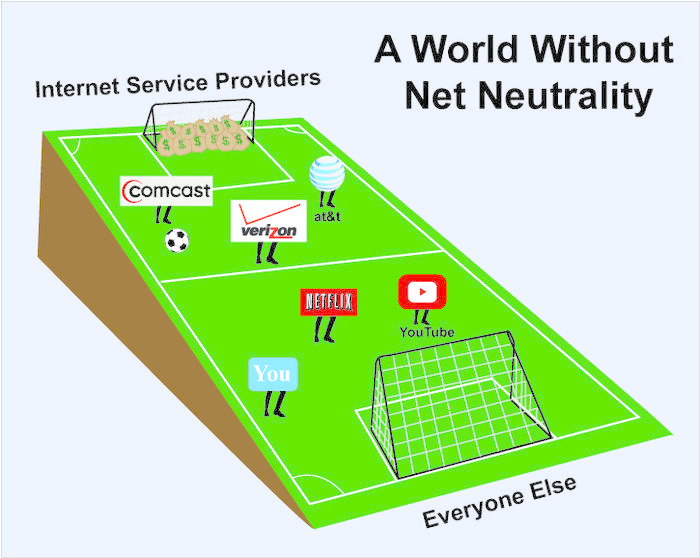 A World Without
Net Neutrality
Internet Service Providers
$ $ $ $ $
$ $ $ $ $
comcast
at&t
verizon
NETFLIX
YouTube
You
Everyone Else